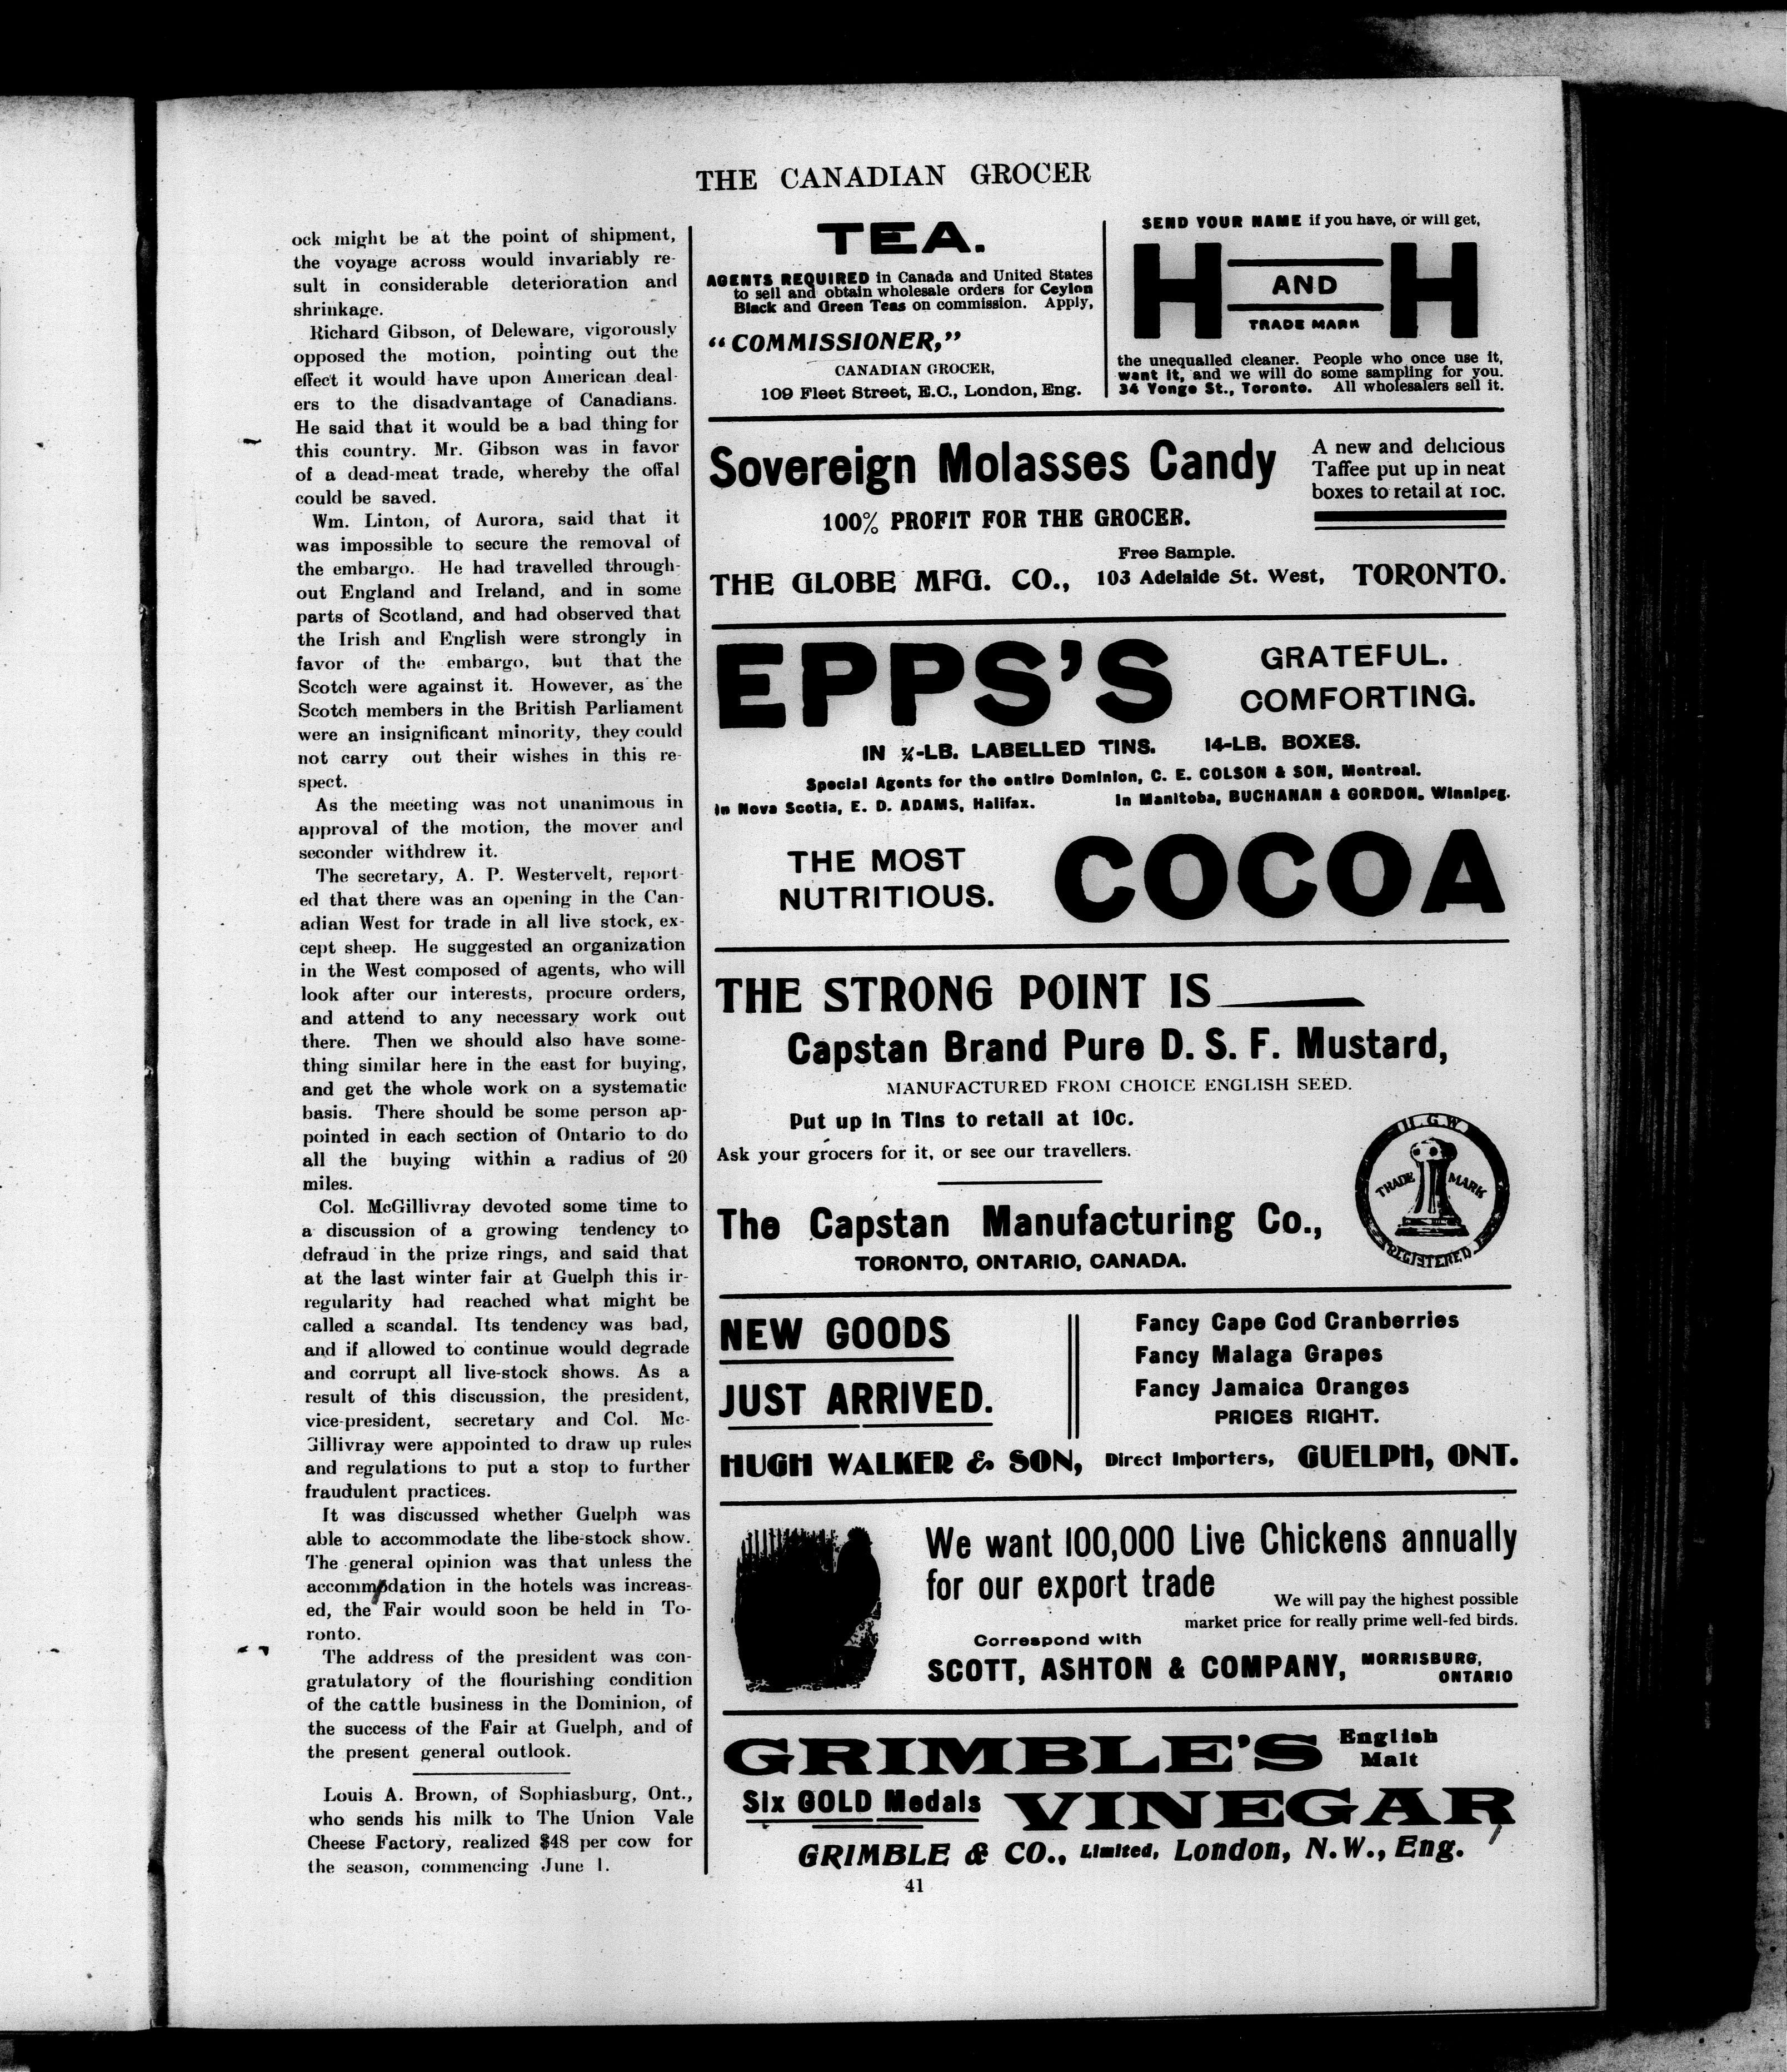 THE CANADIAN GROCER
ock might be at the point of shipment,
the voyage across would invariably re-
sult in considerable deterioration and
shrinkage.
Richard Gibson, of Deleware, vigorously
opposed the motion, pointing out the
effect it would have upon American deal-
ers to the disadvantage of Canadians.
He said that it would be a bad thing for
this country. Mr. Gibson was in favor
of a dead-meat trade, whereby the offal
could be saved.
Wm. Linton, of Aurora, said that it
was impossible to secure the removal of
the embargo. He had travelled through-
out England and Ireland, and in some
parts of Scotland, and had observed that
the Irish and English were strongly in
favor of the embargo, but that the
Scotch were against it. However, as the
Scotch members in the British Parliament
were an insignificant minority, they could
not carry out their wishes in this re-
spect.
As the meeting was not unanimous in
approval of the motion, the mover and
seconder withdrew it.
The secretary, A. P. Westervelt, report-
ed that there was an opening in the Can-
adian West for trade in all live stock, ex-
cept sheep. He suggested an organization
in the West composed of agents, who will
look after our interests, procure orders,
and attend to any necessary work out
there. Then we should also have some-
thing similar here in the east for buying,
and get the whole work on a systematic
basis. There should be some person ap-
pointed in each section of Ontario to do
all the buying within a radius of 20
miles.
Col. McGillivray devoted some time to
a discussion of a growing tendency to
defraud in the prize rings, and said that
at the last winter fair at Guelph this ir-
regularity had reached what might be
called a scandal. Its tendency was bad,
and if allowed to continue would degrade
and corrupt all live-stock shows. As a
result of this discussion, the president,
vice-president, secretary and Col. Mc-
Gillivray were appointed to draw up rules
and regulations to put a stop to further
fraudulent practices.
It was discussed whether Guelph was
able to accommodate the libe-stock show.
The general opinion was that unless the
accommodation in the hotels was increas-
ed, the Fair would soon be held in To-
ronto.
The address of the president was con-
gratulatory of the flourishing condition
of the cattle business in the Dominion, of
the success of the Fair at Guelph, and of
the present general outlook.
Louis A. Brown, of Sophiasburg, Ont.,
who sends his milk to The Union Vale
Cheese Factory, realized $48 per cow for
the season, commencing June 1.
TEA.
AGENTS REQUIRED in Canada and United States
to sell and obtain wholesale orders for Ceylon
Black and Green Teas on commission. Apply,
"COMMISSIONER,"
CANADIAN GROCER,
109 Fleet Street, E.C., London, Eng.
SEND YOUR NAME if you have, or will get,
H AND H
TRADE MARK
the unequalled cleaner. People who once use it,
want it, and we will do some sampling for you.
34 Yonge St., Toronto. All wholesalers sell it.
Sovereign Molasses Candy
A new and delicious
Taffee put up in neat
boxes to retail at 10c.
100% PROFIT FOR THE GROCER.
Free Sample.
THE GLOBE MFG. CO., 103 Adelaide St. West, TORONTO.
EPPS'S
GRATEFUL.
COMFORTING.
IN ¼-LB. LABELLED TINS. 14-LB. BOXES.
Special Agents for the entire Dominion, C. E. COLSON & SON, Montreal.
In Nova Scotia, E. D. ADAMS, Halifax. In Manitoba, BUCHANAN & GORDON, Winnipeg.
THE MOST
NUTRITIOUS.
COCOA
THE STRONG POINT IS
Capstan Brand Pure D. S. F. Mustard,
MANUFACTURED FROM CHOICE ENGLISH SEED.
Put up in Tins to retail at 10c.
Ask your grocers for it, or see our travellers.
H.G.W
TRADE MARK
REGISTERED
The Capstan Manufacturing Co.,
TORONTO, ONTARIO, CANADA.
NEW GOODS
JUST ARRIVED.
Fancy Cape Cod Cranberries
Fancy Malaga Grapes
Fancy Jamaica Oranges
PRICES RIGHT.
HUGH WALKER & SON, Direct Importers, GUELPH, ONT.
We want 100,000 Live Chickens annually
for our export trade
We will pay the highest possible
market price for really prime well-fed birds.
Correspond with
SCOTT, ASHTON & COMPANY, MORRISBURG,
ONTARIO
GRIMBLE'S English
Malt
Six GOLD Medals VINEGAR
GRIMBLE & CO., Limited, London, N.W., Eng.
41